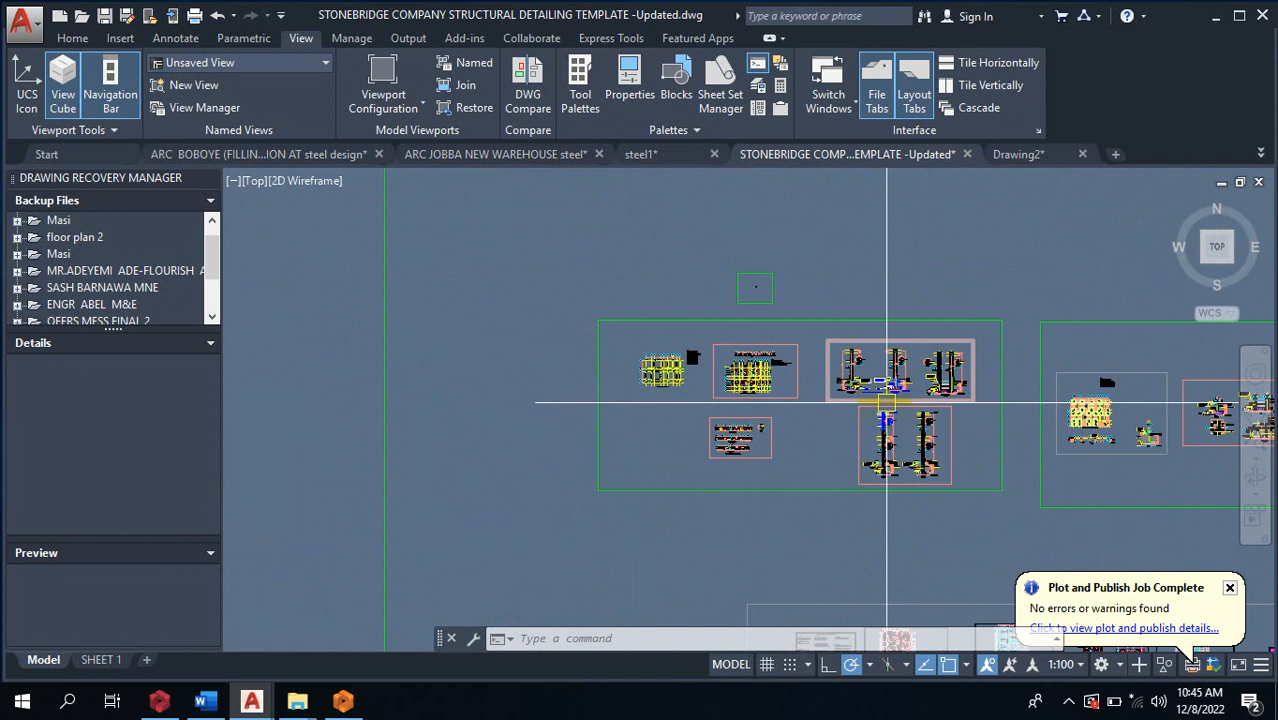 STONEBRIDGE COMPANY STRUCTURAL DETAILING TEMPLATE -Updated.dwg
Type a keyword or phrase
Sign In
Home Insert Annotate Parametric View Manage Output Add-ins Collaborate Express Tools Featured Apps
UCS Icon
View Cube
Navigation Bar
Viewport Tools
Unsaved View
New View
View Manager
Named Views
Viewport Configuration
Named
Join
Restore
Model Viewports
DWG Compare
Compare
Tool Palettes
Properties
Blocks
Sheet Set Manager
Palettes
Switch Windows
File Tabs
Layout Tabs
Tile Horizontally
Tile Vertically
Cascade
Interface
Start
ARC BOBOYE (FILLIN...ION AT steel design*
ARC JOBBA NEW WAREHOUSE steel*
steel1*
STONEBRIDGE COMP...EMPLATE -Updated*
Drawing2*
DRAWING RECOVERY MANAGER
Backup Files
Masi
floor plan 2
Masi
MR.ADEYEMI ADE-FLOURISH A
SASH BARNAWA MNE
ENGR ABEL M&E
OFFRS MESS FINAL 2
Details
Preview
[−][Top][2D Wireframe]
N
W TOP E
S
WCS
Plot and Publish Job Complete
No errors or warnings found
Click to view plot and publish details...
Type a command
Model SHEET 1
MODEL
1:100
10:45 AM
12/8/2022
2